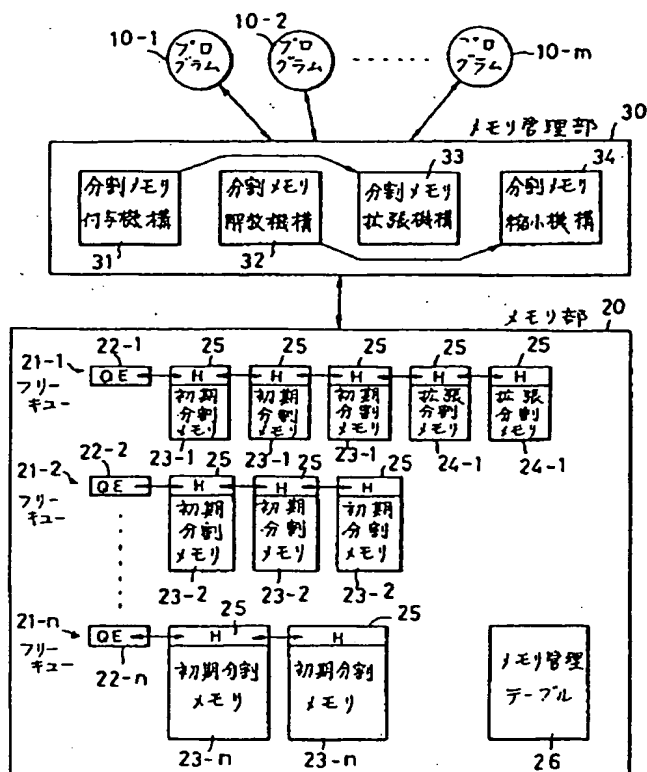 10-1 プログラム
10-2 プログラム
プログラム 10-m
メモリ管理部 30
分割メモリ付与機構 31
分割メモリ解放機構 32
33 分割メモリ拡張機構
34 分割メモリ縮小機構
メモリ部 20
21-1 フリーキュー
22-1 QE
25 25 25 25 25
H H H H H
初期分割メモリ 初期分割メモリ 初期分割メモリ 拡張分割メモリ 拡張分割メモリ
23-1 23-1 23-1 24-1 24-1
21-2 フリーキュー
22-2 QE
25 25 25
H H H
初期分割メモリ 初期分割メモリ 初期分割メモリ
23-2 23-2 23-2
21-n フリーキュー
QE 22-n
25 25
H H
初期分割メモリ 初期分割メモリ
23-n 23-n
メモリ管理テーブル
26